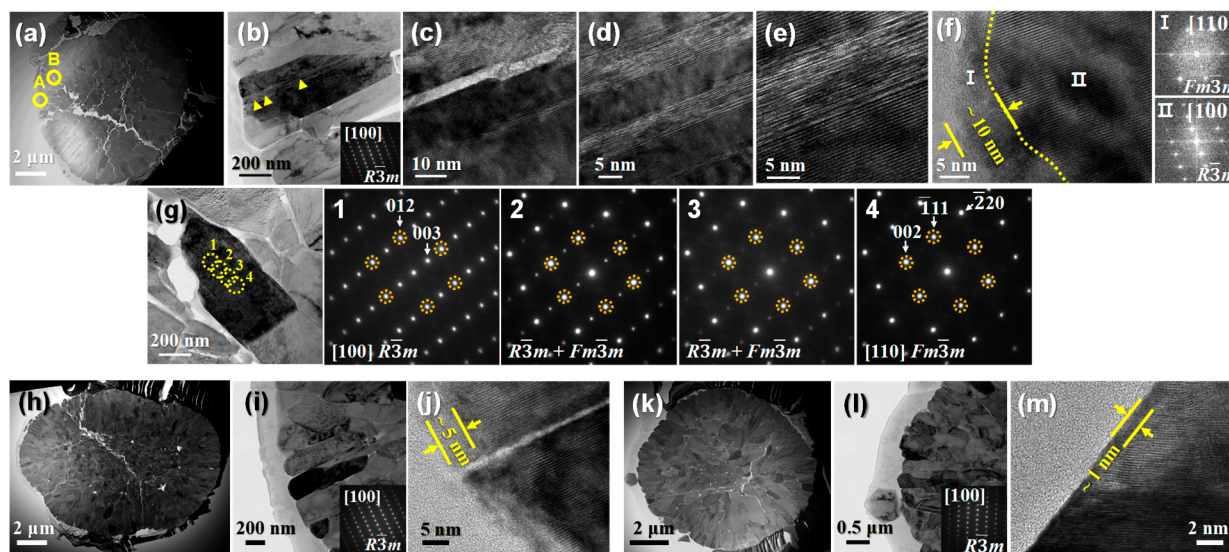 (a)
B
A
2 μm
(b)
[100]
R3̅m
200 nm
(c)
10 nm
(d)
5 nm
(e)
5 nm
(f)
I
II
~ 10 nm
5 nm
I [110]
Fm3̅m
II [100]
R3̅m
(g)
1
2
3
4
200 nm
1
012
003
[100] R3̅m
2
R3̅m + Fm3̅m
3
R3̅m + Fm3̅m
4
1̅11
2̅20
002
[110] Fm3̅m
(h)
2 μm
(i)
[100]
R3̅m
200 nm
(j)
~ 5 nm
5 nm
(k)
2 μm
(l)
[100]
R3̅m
0.5 μm
(m)
~ 1 nm
2 nm